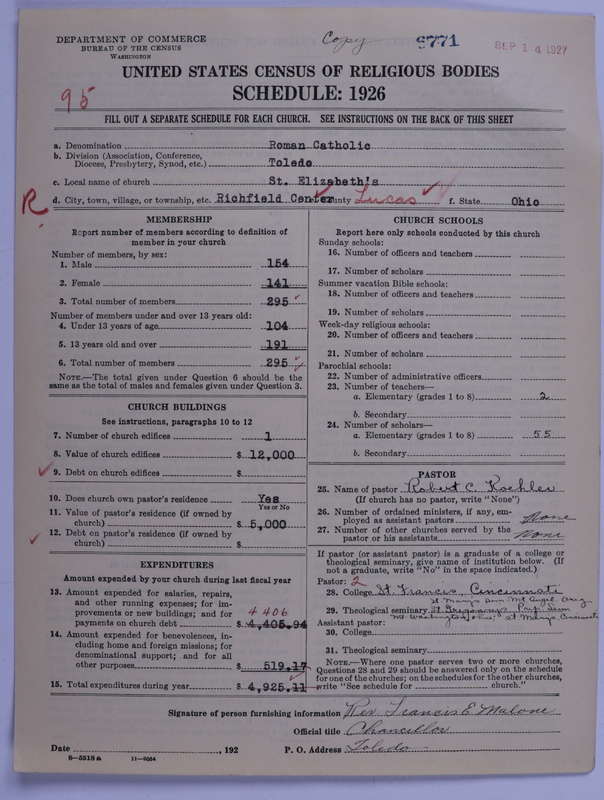 DEPARTMENT OF COMMERCE
BUREAU OF THE CENSUS
WASHINGTON
Copy
9771
SEP 14 1927
UNITED STATES CENSUS OF RELIGIOUS BODIES
SCHEDULE: 1926
95
FILL OUT A SEPARATE SCHEDULE FOR EACH CHURCH. SEE INSTRUCTIONS ON THE BACK OF THIS SHEET
a. Denomination Roman Catholic
b. Division (Association, Conference,
Diocese, Presbytery, Synod, etc.) Toledo
c. Local name of church St. Elizabeth's
R
d. City, town, village, or township, etc. Richfield Center County Lucas f. State Ohio
MEMBERSHIP
Report number of members according to definition of
member in your church
Number of members, by sex:
1. Male 154
2. Female 141
3. Total number of members 295
Number of members under and over 13 years old:
4. Under 13 years of age 104
5. 13 years old and over 191
6. Total number of members 295
NOTE.—The total given under Question 6 should be the
same as the total of males and females given under Question 3.
CHURCH BUILDINGS
See instructions, paragraphs 10 to 12
7. Number of church edifices 1
8. Value of church edifices $ 12,000
9. Debt on church edifices $
10. Does church own pastor's residence Yes
Yes or No
11. Value of pastor's residence (if owned by
church) $ 5,000
12. Debt on pastor's residence (if owned by
church) $
EXPENDITURES
Amount expended by your church during last fiscal year
13. Amount expended for salaries, repairs,
and other running expenses; for im-
provements or new buildings; and for
4406
payments on church debt $ 4,405.94
14. Amount expended for benevolences, in-
cluding home and foreign missions; for
denominational support; and for all
other purposes $ 519.17
15. Total expenditures during year $ 4,925.11
CHURCH SCHOOLS
Report here only schools conducted by this church
Sunday schools:
16. Number of officers and teachers
17. Number of scholars
Summer vacation Bible schools:
18. Number of officers and teachers
19. Number of scholars
Week-day religious schools:
20. Number of officers and teachers
21. Number of scholars
Parochial schools:
22. Number of administrative officers
23. Number of teachers—
a. Elementary (grades 1 to 8) 2
b. Secondary
24. Number of scholars—
a. Elementary (grades 1 to 8) 55
b. Secondary
PASTOR
25. Name of pastor Robert C. Koehler
(If church has no pastor, write "None")
26. Number of ordained ministers, if any, em-
ployed as assistant pastors None
27. Number of other churches served by the
pastor or his assistants None
If pastor (or assistant pastor) is a graduate of a college or
theological seminary, give name of institution below. (If
not a graduate, write "No" in the space indicated.)
Pastor: 2
28. College St. Francis, Cincinnati
29. Theological seminary St. Gregory Prep. Sem
Mt Washington Ohio; St Marys, Cincinnati
Assistant pastor:
30. College
31. Theological seminary
NOTE.—Where one pastor serves two or more churches,
Questions 28 and 29 should be answered only on the schedule
for one of the churches; on the schedules for the other churches,
write "See schedule for church."
Signature of person furnishing information Rev Francis E. Malone
Official title Chancellor
Date , 192 P. O. Address Toledo
8—5518a 11—9084